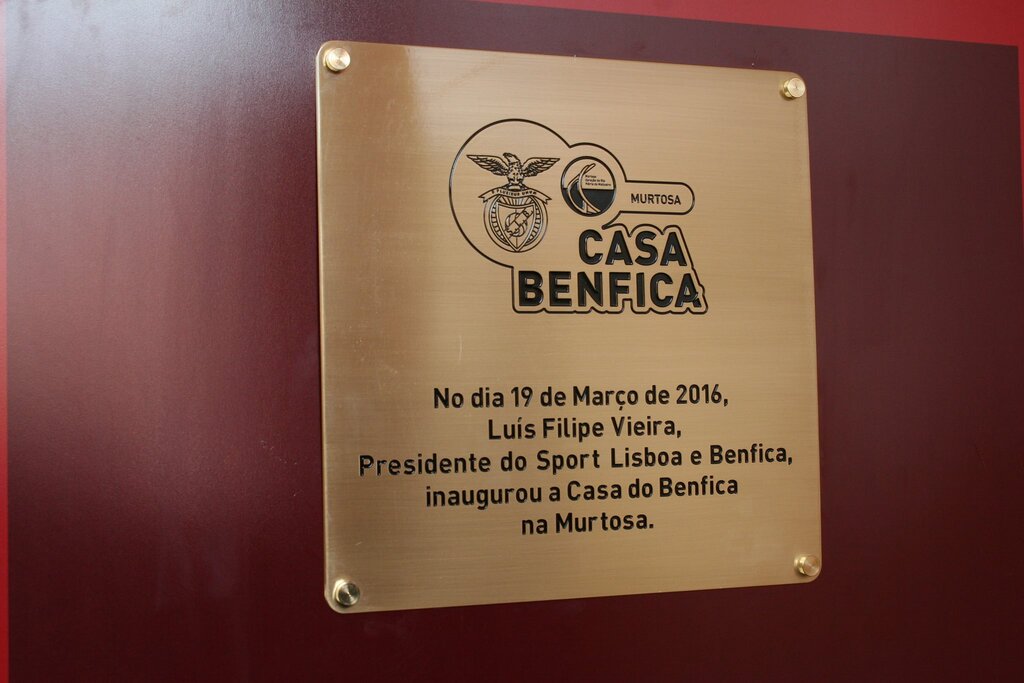 MURTOSA
CASA
BENFICA
No dia 19 de Março de 2016,
Luís Filipe Vieira,
Presidente do Sport Lisboa e Benfica,
inaugurou a Casa do Benfica
na Murtosa.